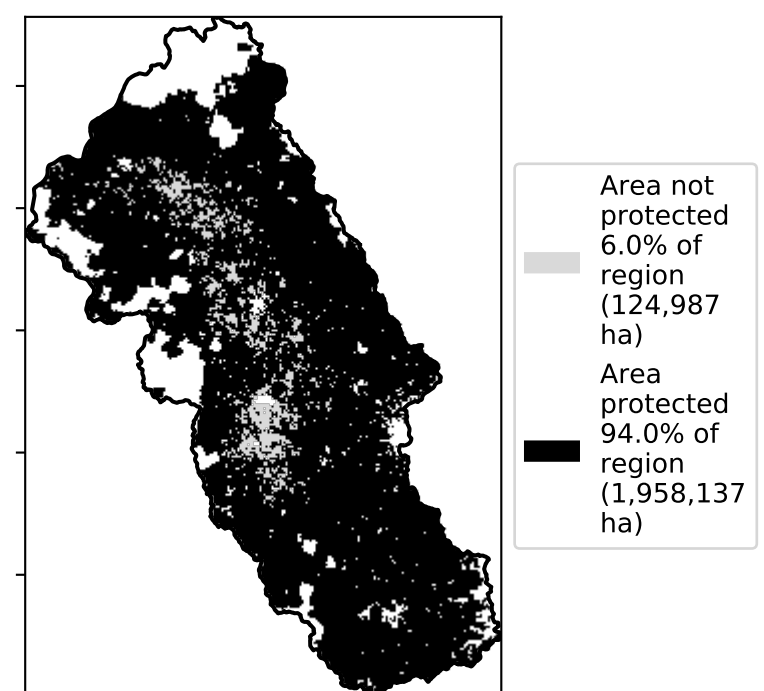 Area not
protected
6.0% of
region
(124,987
ha)
Area
protected
94.0% of
region
(1,958,137
ha)